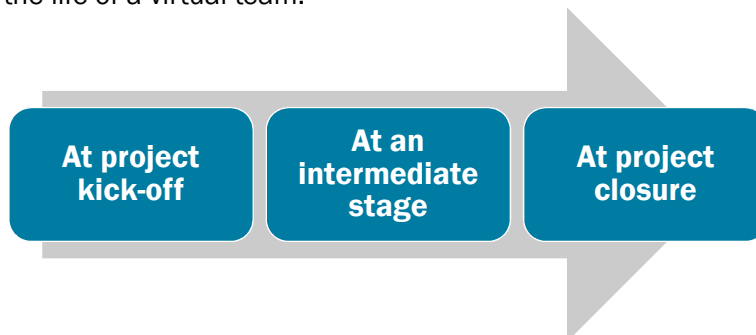 the life of a virtual team.
At project
kick-off
At an
intermediate
stage
At project
closure